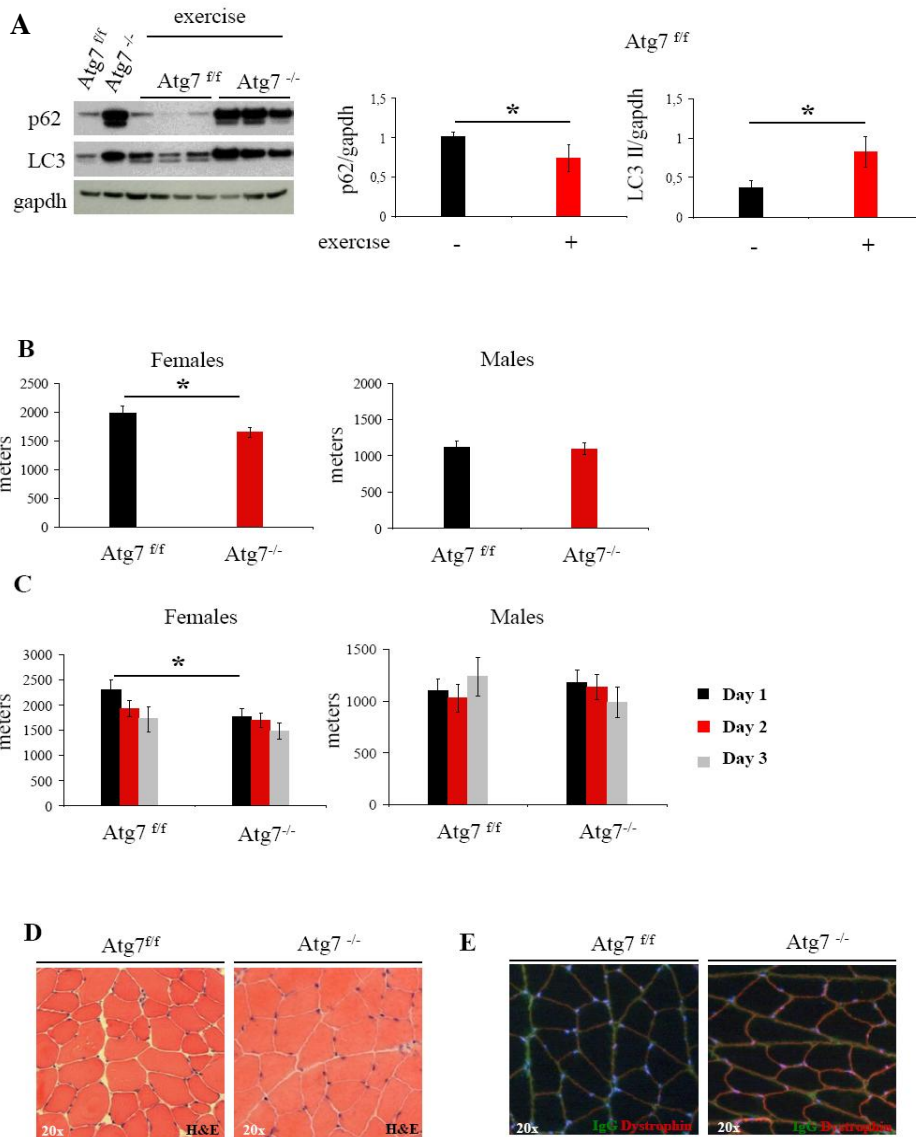 A
exercise
Atg7 f/f
Atg7 -/-
Atg7 f/f
Atg7 -/-
p62
LC3
gapdh
Atg7 f/f
p62/gapdh
1,5
1
0,5
0
*
exercise
-
+
LC3 II/gapdh
1,5
1
0,5
0
*
-
+
B
Females
meters
2500
2000
1500
1000
500
0
*
Atg7 f/f
Atg7-/-
Males
meters
2000
1500
1000
500
0
Atg7 f/f
Atg7-/-
C
Females
meters
3000
2500
2000
1500
1000
500
0
*
Atg7 f/f
Atg7-/-
Males
meters
1500
1000
500
0
Atg7 f/f
Atg7-/-
Day 1
Day 2
Day 3
D
Atg7f/f
Atg7 -/-
20x
H&E
20x
H&E
E
Atg7 f/f
Atg7 -/-
20x
IgG Dystrophin
20x
IgG Dystrophin